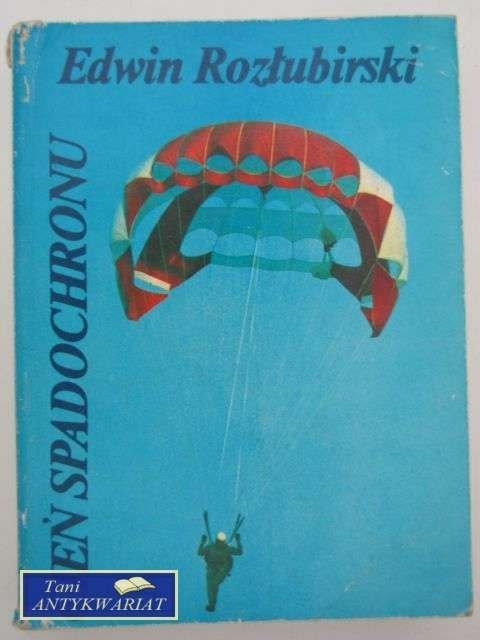 Edwin Rozłubirski
EŃ SPADOCHRONU
Tani
ANTYKWARIAT